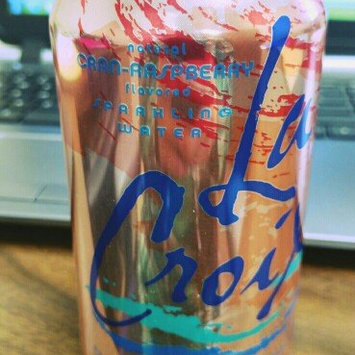 natural
CRAN-RASPBERRY
flavored
SPARKLING
WATER
La
Croix